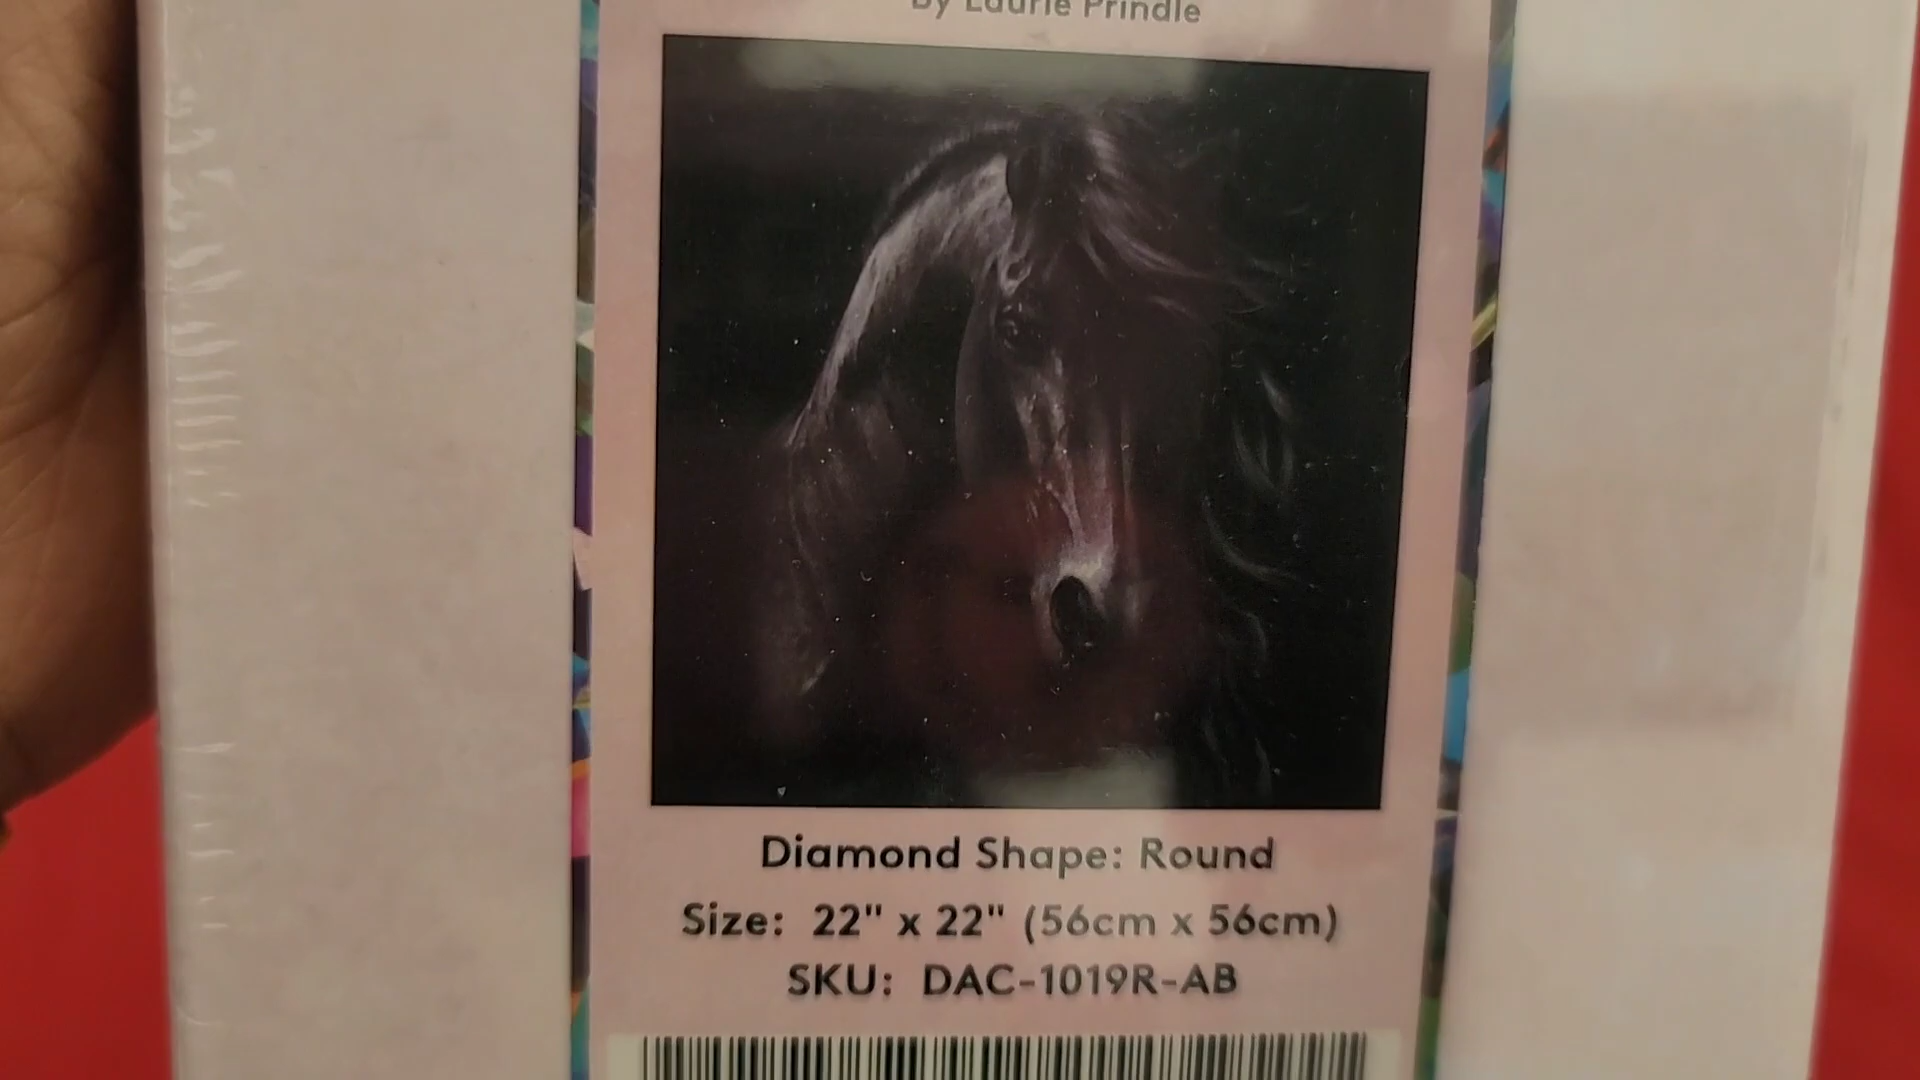 By Laurie Prindle
Diamond Shape: Round
Size: 22" x 22" (56cm x 56cm)
SKU: DAC-1019R-AB